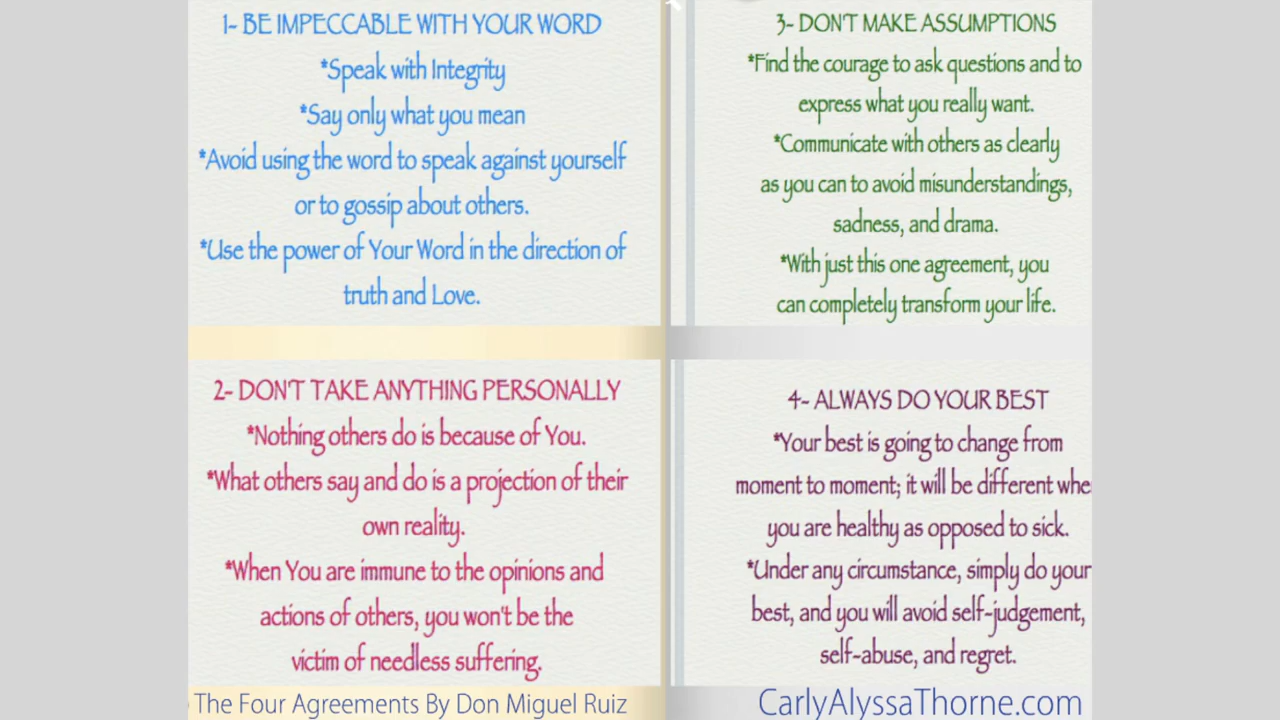 1- BE IMPECCABLE WITH YOUR WORD
*Speak with Integrity
*Say only what you mean
*Avoid using the word to speak against yourself
or to gossip about others.
*Use the power of Your Word in the direction of
truth and Love.
2- DON'T TAKE ANYTHING PERSONALLY
*Nothing others do is because of You.
*What others say and do is a projection of their
own reality.
*When You are immune to the opinions and
actions of others, you won't be the
victim of needless suffering.
The Four Agreements By Don Miguel Ruiz
3- DON'T MAKE ASSUMPTIONS
*Find the courage to ask questions and to
express what you really want.
*Communicate with others as clearly
as you can to avoid misunderstandings,
sadness, and drama.
*With just this one agreement, you
can completely transform your life.
4- ALWAYS DO YOUR BEST
*Your best is going to change from
moment to moment; it will be different whe
you are healthy as opposed to sick.
*Under any circumstance, simply do your
best, and you will avoid self-judgement,
self-abuse, and regret.
CarlyAlyssaThorne.com